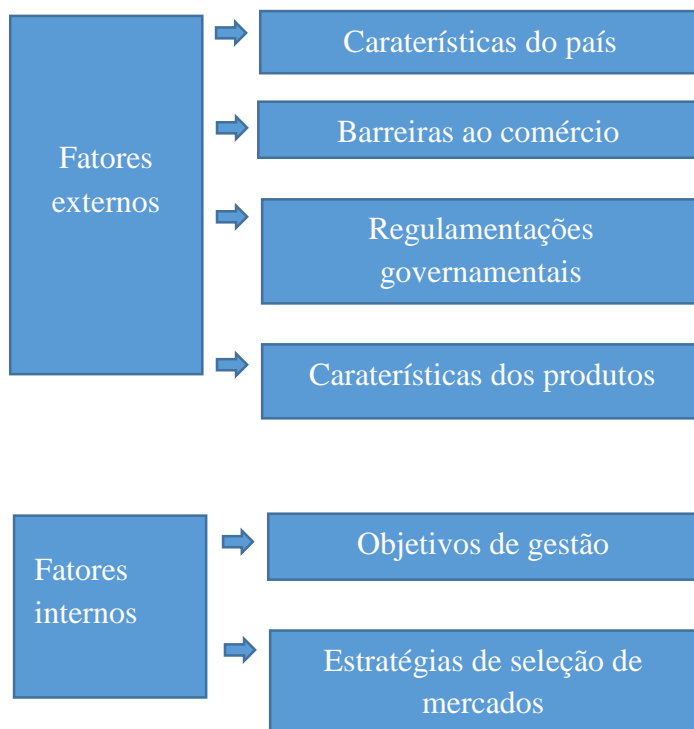 Fatores
externos
Caraterísticas do país
Barreiras ao comércio
Regulamentações
governamentais
Caraterísticas dos produtos
Fatores
internos
Objetivos de gestão
Estratégias de seleção de
mercados